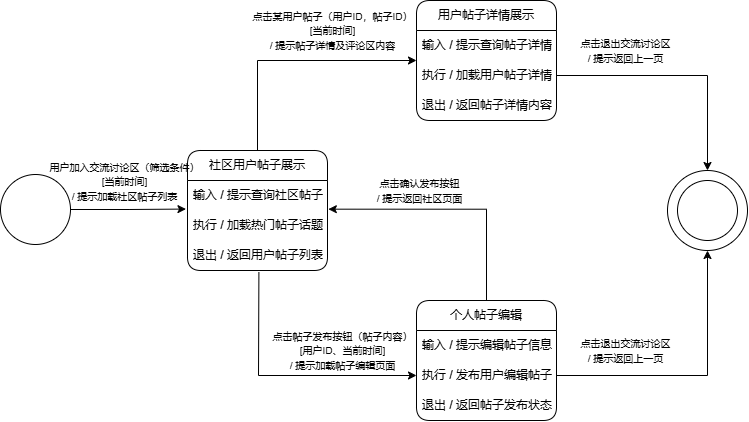 点击某用户帖子（用户ID，帖子ID）
[当前时间]
/ 提示帖子详情及评论区内容
用户帖子详情展示
输入 / 提示查询帖子详情
执行 / 加载用户帖子详情
退出 / 返回帖子详情内容
点击退出交流讨论区
/ 提示返回上一页
用户加入交流讨论区（筛选条件）
[当前时间]
/ 提示加载社区帖子列表
社区用户帖子展示
输入 / 提示查询社区帖子
执行 / 加载热门帖子话题
退出 / 返回用户帖子列表
点击确认发布按钮
/ 提示返回社区页面
点击帖子发布按钮（帖子内容）
[用户ID、当前时间]
/ 提示加载帖子编辑页面
个人帖子编辑
输入 / 提示编辑帖子信息
执行 / 发布用户编辑帖子
退出 / 返回帖子发布状态
点击退出交流讨论区
/ 提示返回上一页